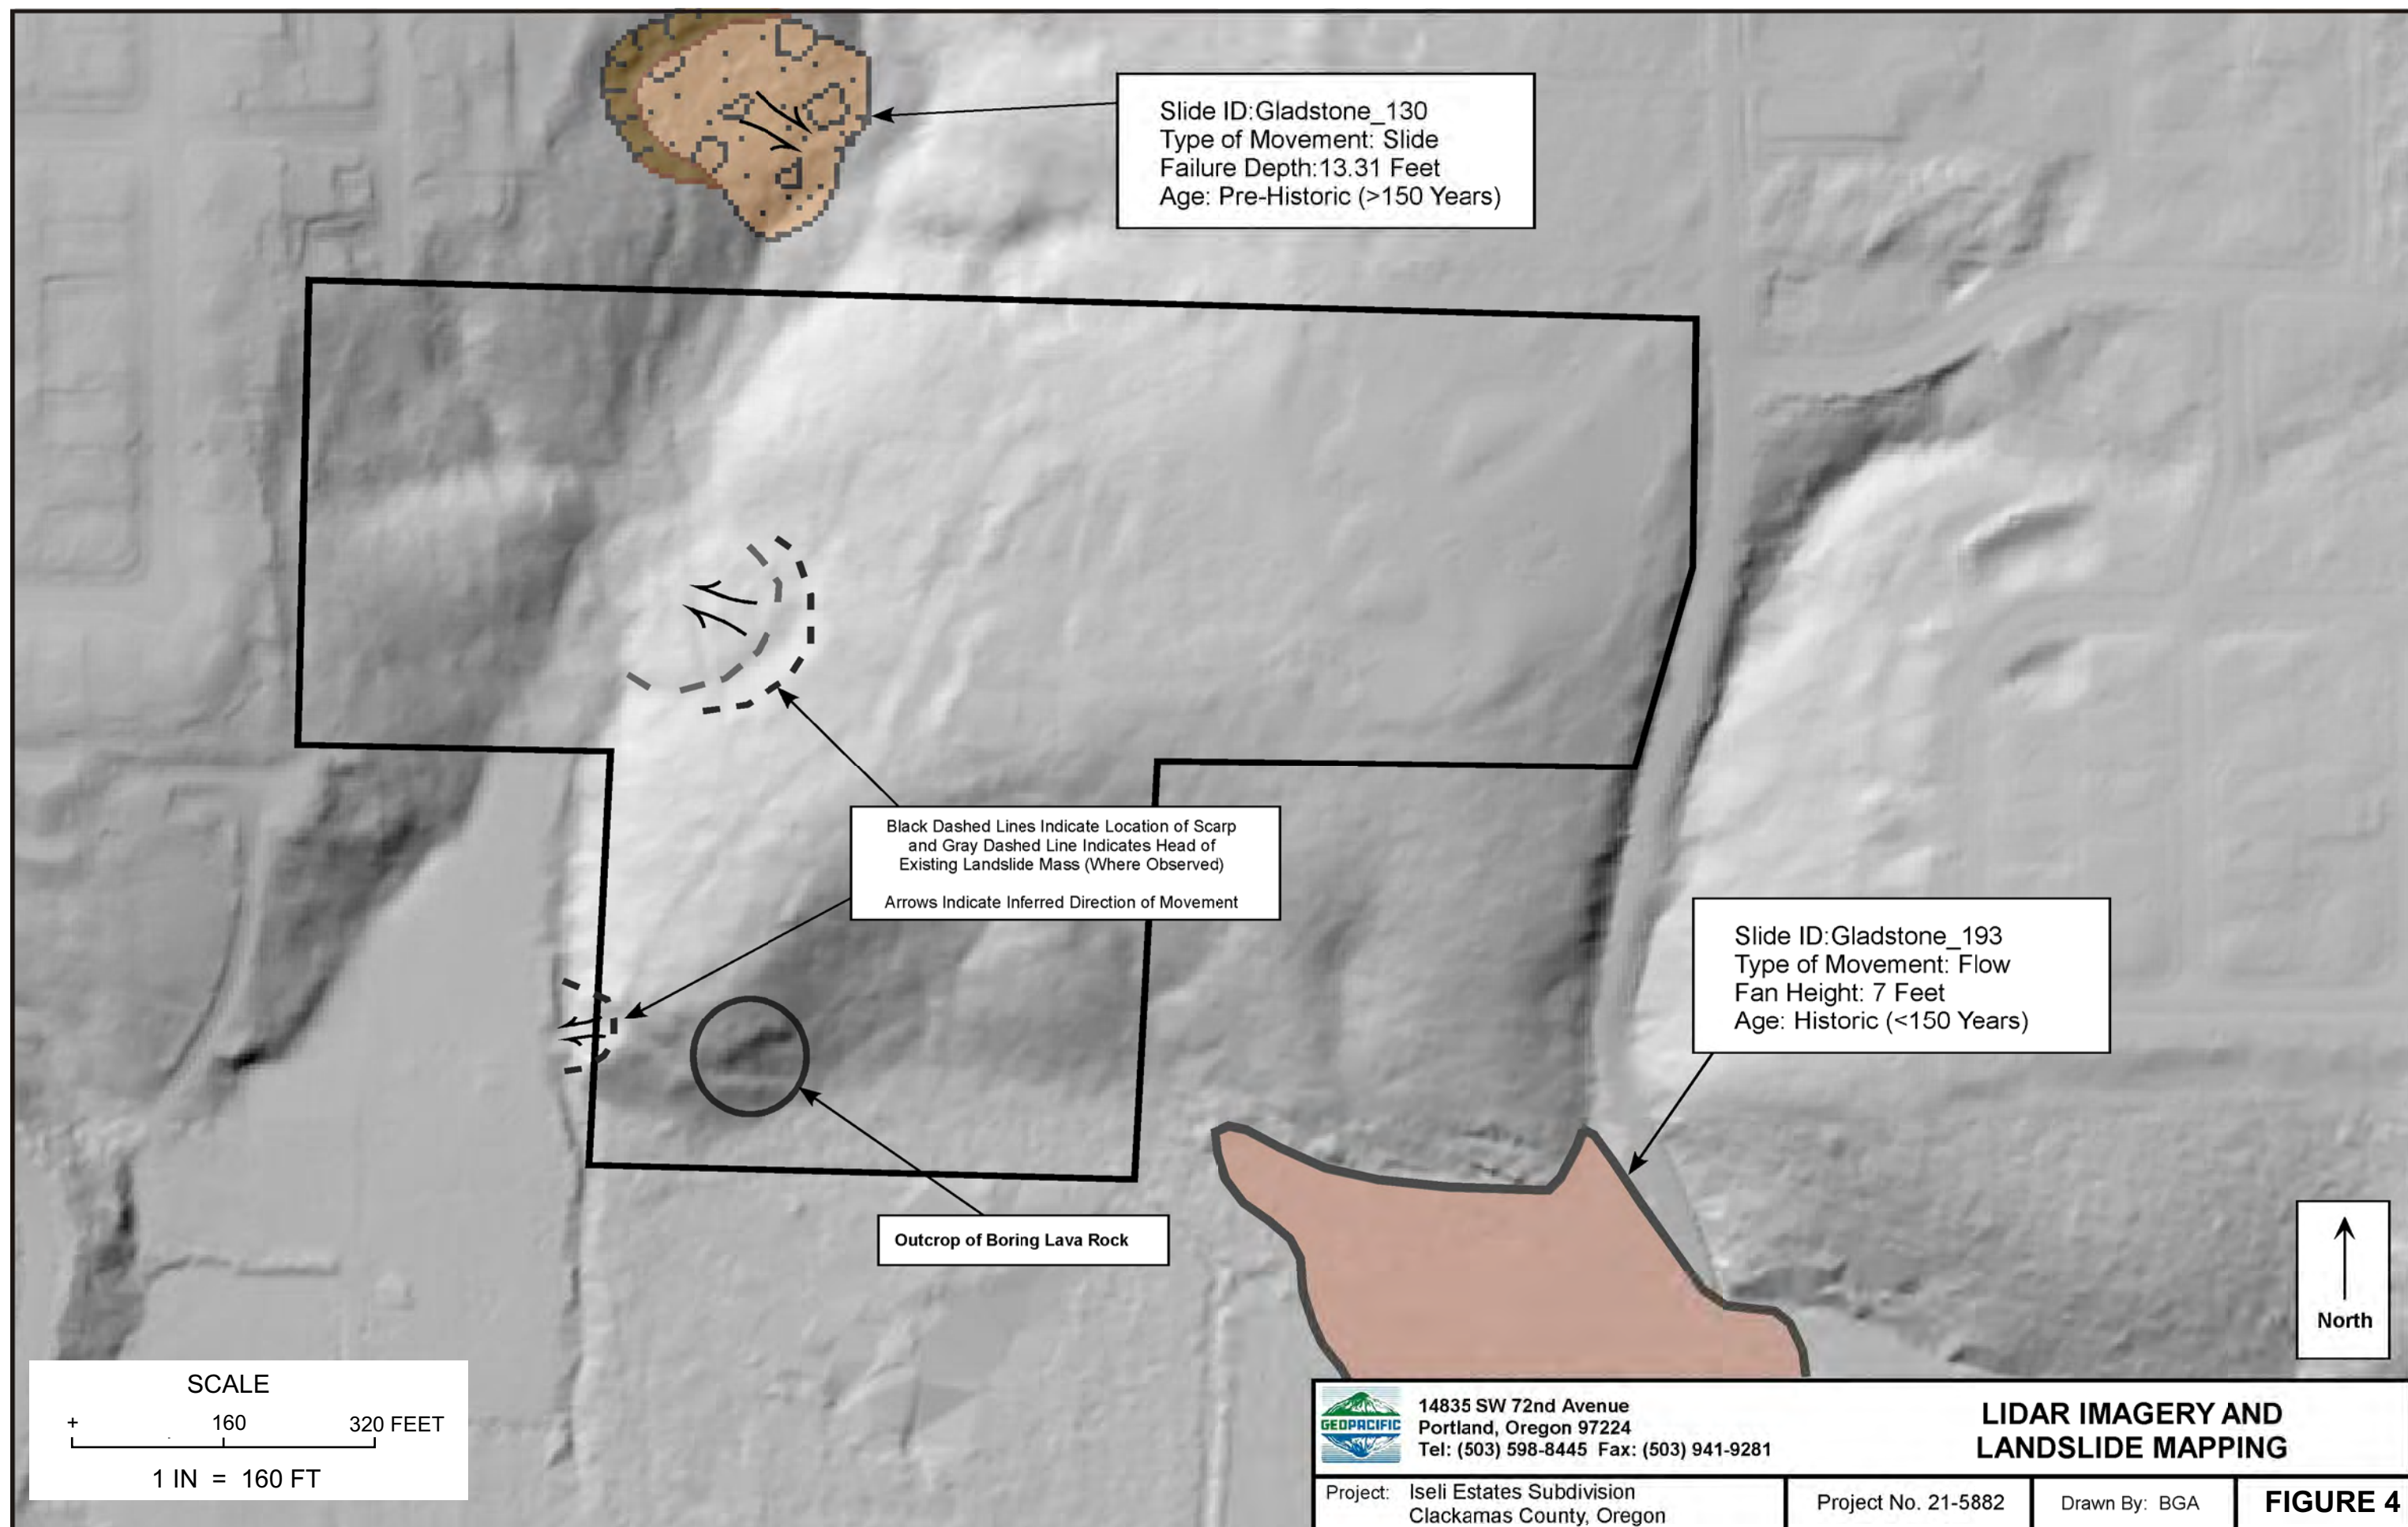 Slide ID:Gladstone_130
Type of Movement: Slide
Failure Depth:13.31 Feet
Age: Pre-Historic (>150 Years)
Black Dashed Lines Indicate Location of Scarp
and Gray Dashed Line Indicates Head of
Existing Landslide Mass (Where Observed)
Arrows Indicate Inferred Direction of Movement
Slide ID:Gladstone_193
Type of Movement: Flow
Fan Height: 7 Feet
Age: Historic (<150 Years)
Outcrop of Boring Lava Rock
North
SCALE
+ 160 320 FEET
1 IN = 160 FT
GEOPACIFIC
14835 SW 72nd Avenue
Portland, Oregon 97224
Tel: (503) 598-8445 Fax: (503) 941-9281
LIDAR IMAGERY AND
LANDSLIDE MAPPING
Project: Iseli Estates Subdivision
Clackamas County, Oregon
Project No. 21-5882
Drawn By: BGA
FIGURE 4